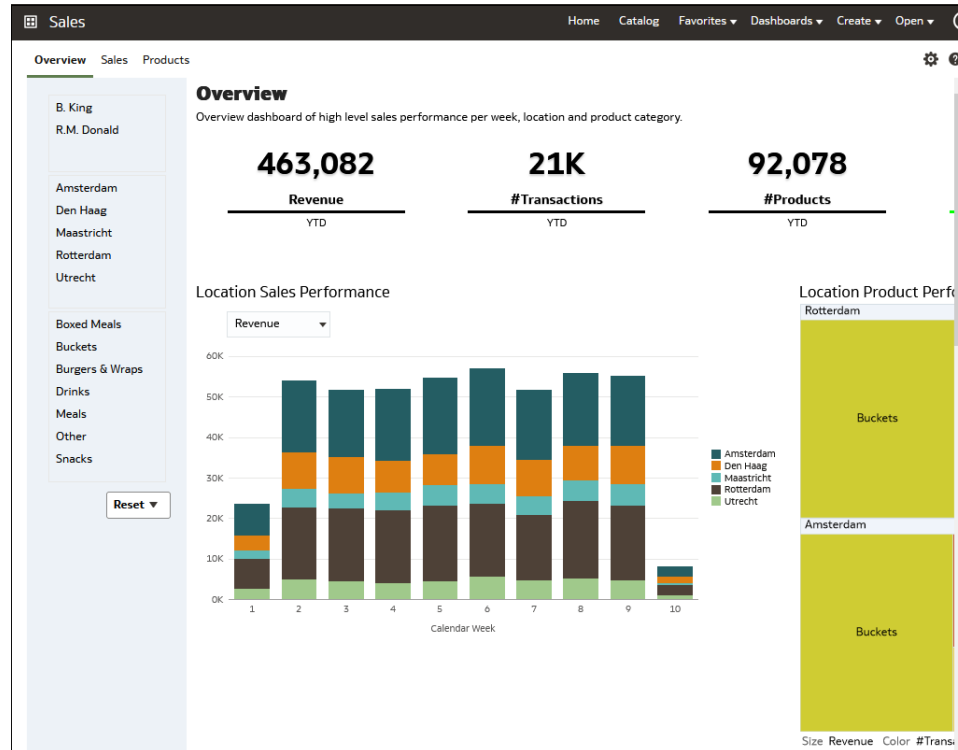 Sales
Home Catalog Favorites Dashboards Create Open
Overview Sales Products
B. King
R.M. Donald
Amsterdam
Den Haag
Maastricht
Rotterdam
Utrecht
Boxed Meals
Buckets
Burgers & Wraps
Drinks
Meals
Other
Snacks
Reset
Overview
Overview dashboard of high level sales performance per week, location and product category.
463,082
Revenue
YTD
21K
#Transactions
YTD
92,078
#Products
YTD
Location Sales Performance
Revenue
60K
50K
40K
30K
20K
10K
0K
1 2 3 4 5 6 7 8 9 10
Calendar Week
Amsterdam
Den Haag
Maastricht
Rotterdam
Utrecht
Location Product Perfo
Rotterdam
Buckets
Amsterdam
Buckets
Size Revenue Color #Trans